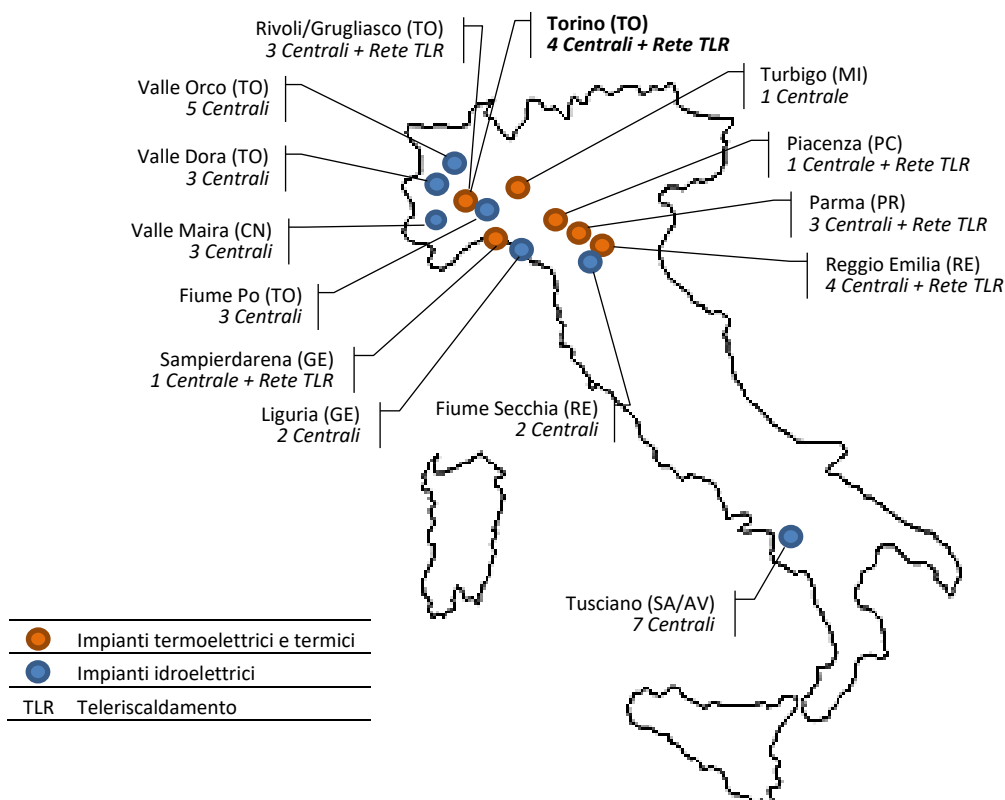 Rivoli/Grugliasco (TO)
3 Centrali + Rete TLR
Torino (TO)
4 Centrali + Rete TLR
Valle Orco (TO)
5 Centrali
Turbigo (MI)
1 Centrale
Valle Dora (TO)
3 Centrali
Piacenza (PC)
1 Centrale + Rete TLR
Valle Maira (CN)
3 Centrali
Parma (PR)
3 Centrali + Rete TLR
Fiume Po (TO)
3 Centrali
Reggio Emilia (RE)
4 Centrali + Rete TLR
Sampierdarena (GE)
1 Centrale + Rete TLR
Liguria (GE)
2 Centrali
Fiume Secchia (RE)
2 Centrali
Tusciano (SA/AV)
7 Centrali
Impianti termoelettrici e termici
Impianti idroelettrici
TLR Teleriscaldamento